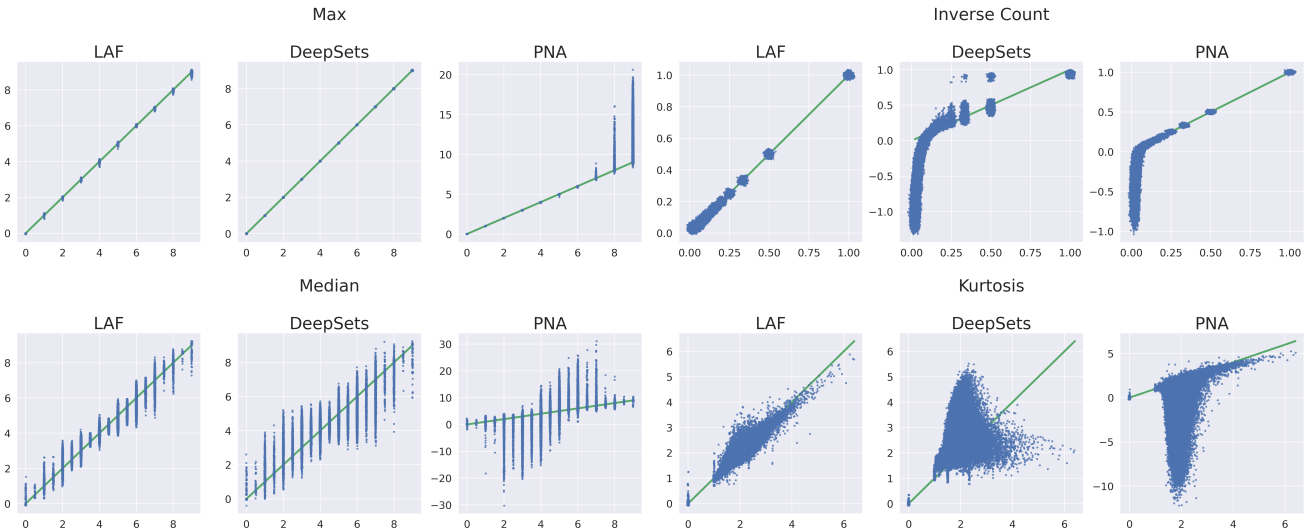 Max Inverse Count
LAF DeepSets PNA LAF DeepSets PNA
8 6 4 2 0
0 2 4 6 8
8 6 4 2 0
0 2 4 6 8
20 15 10 5 0
0 2 4 6 8
1.0 0.8 0.6 0.4 0.2 0.0
0.00 0.25 0.50 0.75 1.00
1.0 0.5 0.0 −0.5 −1.0
0.00 0.25 0.50 0.75 1.00
1.0 0.5 0.0 −0.5 −1.0
0.00 0.25 0.50 0.75 1.00
Median Kurtosis
LAF DeepSets PNA LAF DeepSets PNA
8 6 4 2 0
0 2 4 6 8
8 6 4 2 0
0 2 4 6 8
30 20 10 0 −10 −20 −30
0 2 4 6 8
6 5 4 3 2 1 0
0 2 4 6
6 5 4 3 2 1 0
0 2 4 6
5 0 −5 −10
0 2 4 6